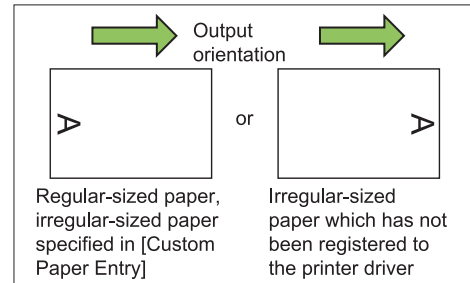 Output
orientation
A
or
A
Regular-sized paper,
irregular-sized paper
specified in [Custom
Paper Entry]
Irregular-sized
paper which has not
been registered to
the printer driver